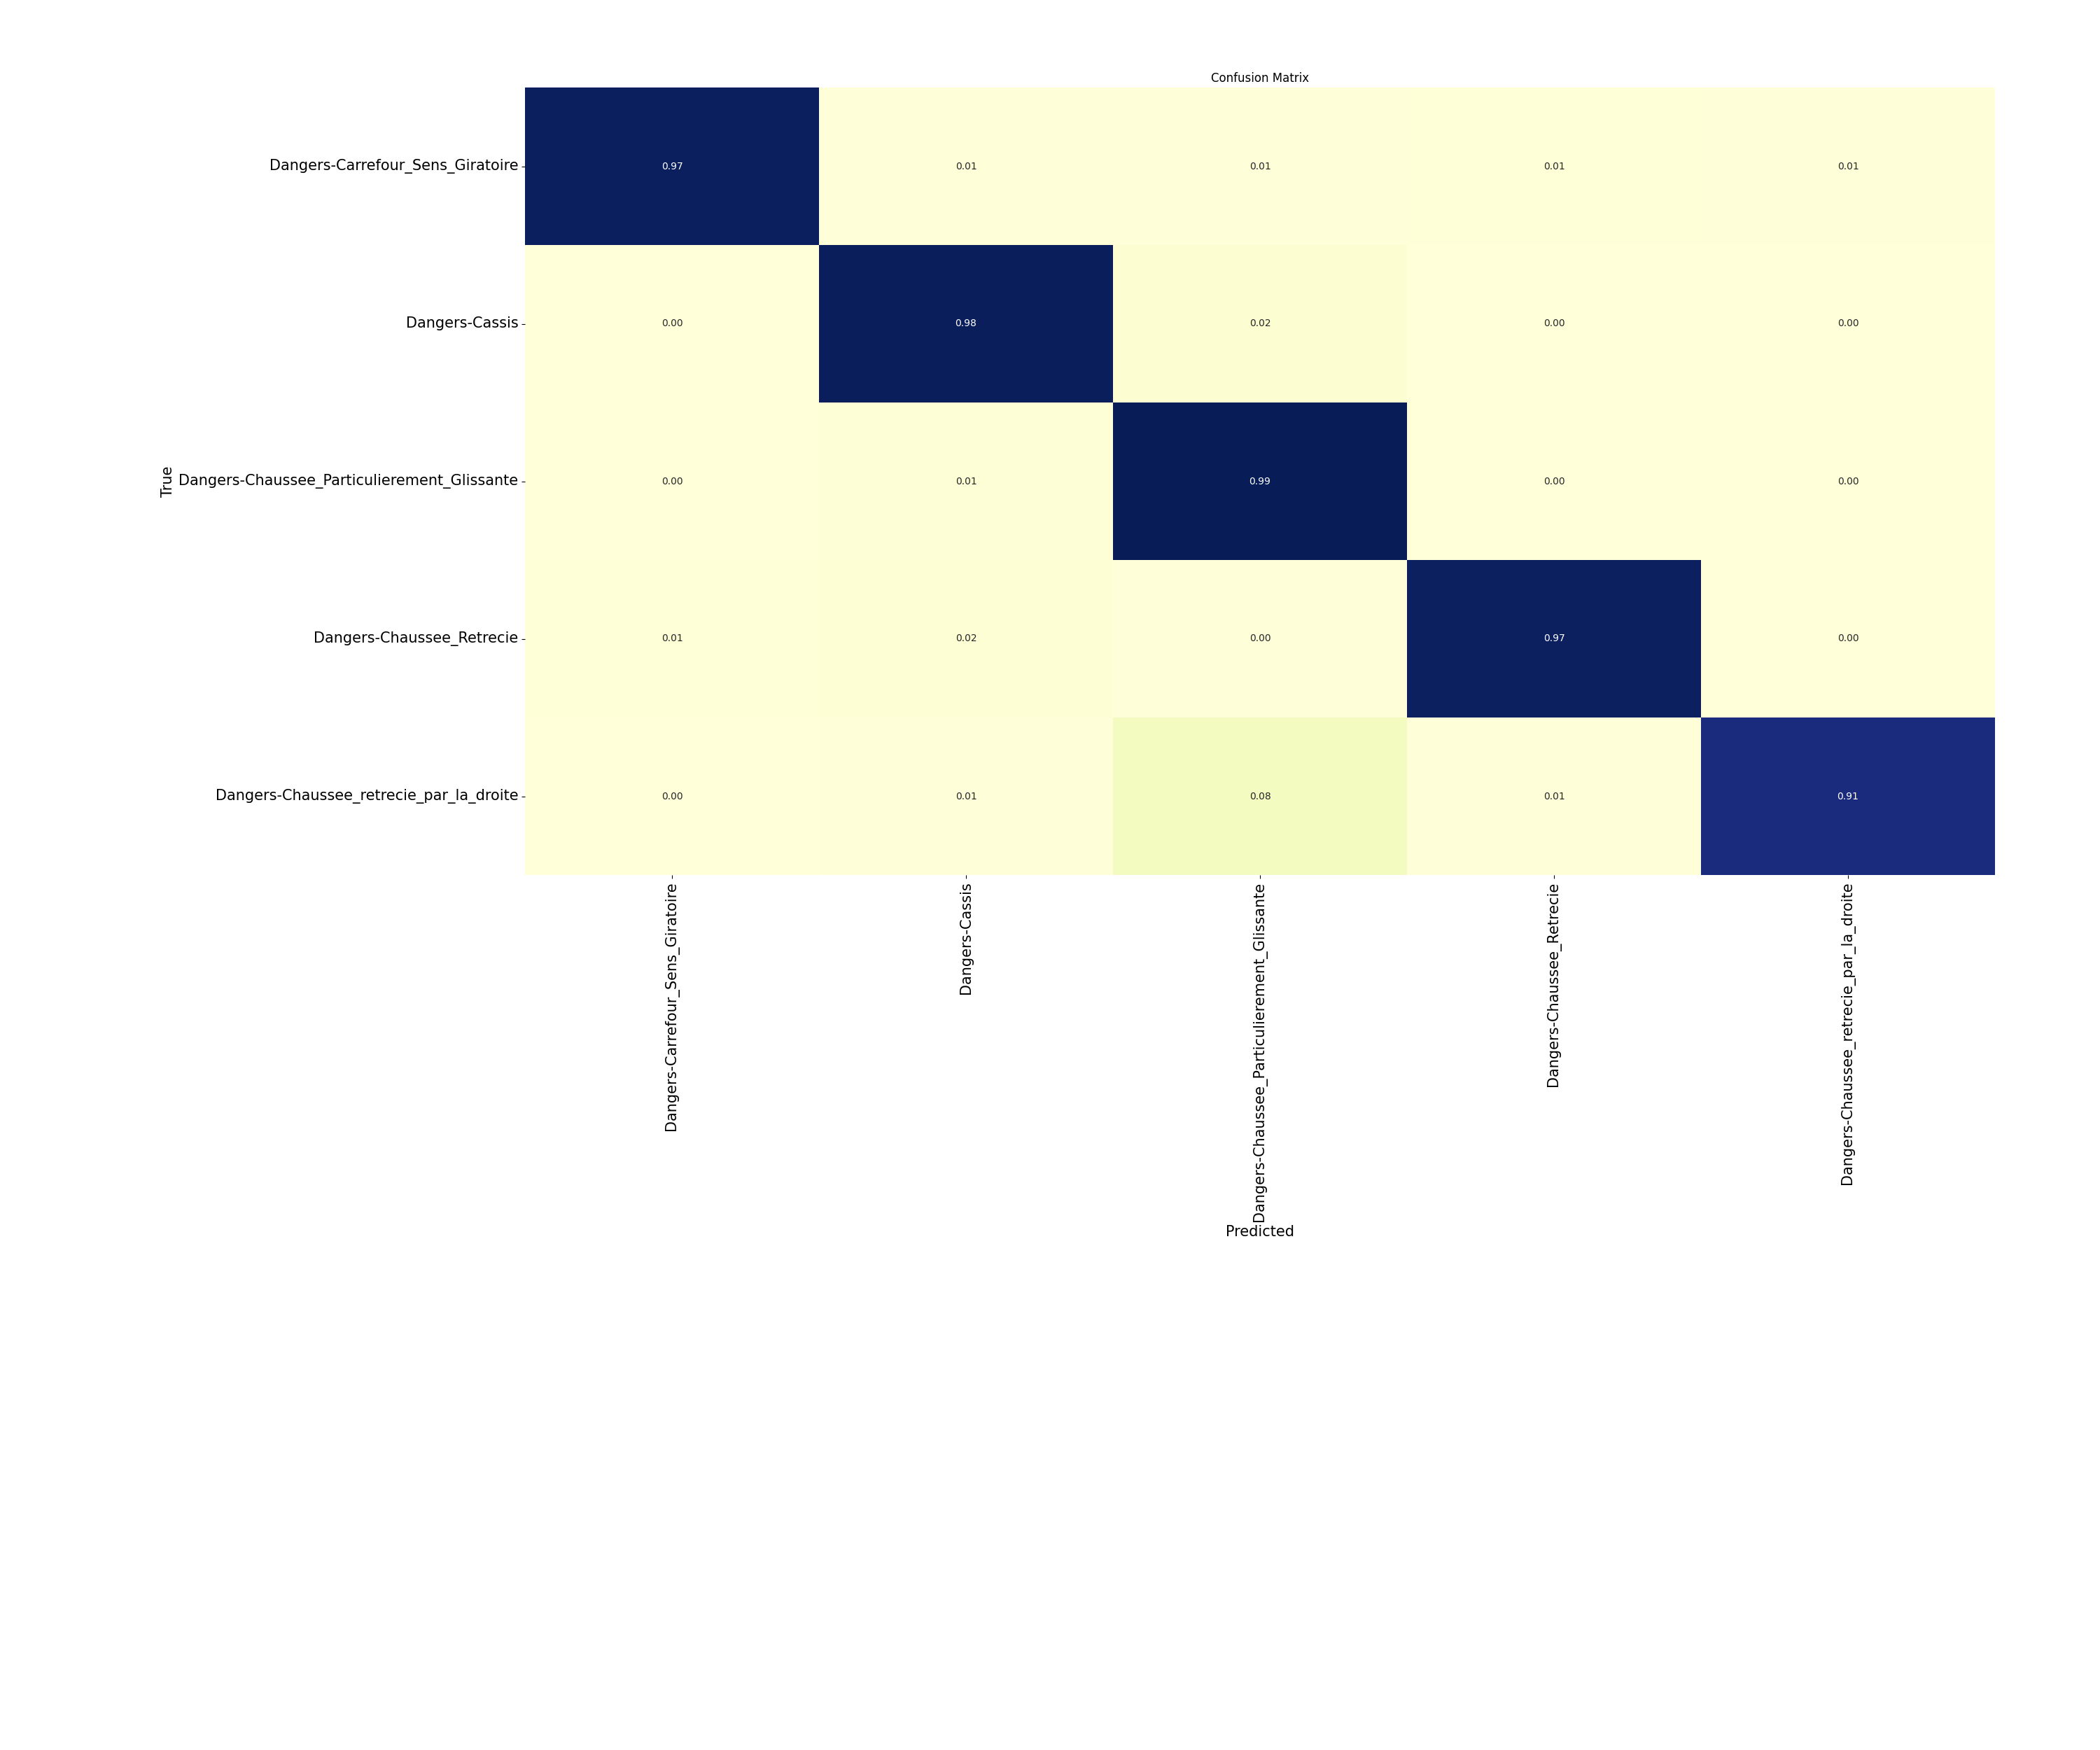 Confusion Matrix
True
Dangers-Carrefour_Sens_Giratoire 0.97 0.01 0.01 0.01 0.01
Dangers-Cassis 0.00 0.98 0.02 0.00 0.00
Dangers-Chaussee_Particulierement_Glissante 0.00 0.01 0.99 0.00 0.00
Dangers-Chaussee_Retrecie 0.01 0.02 0.00 0.97 0.00
Dangers-Chaussee_retrecie_par_la_droite 0.00 0.01 0.08 0.01 0.91
Dangers-Carrefour_Sens_Giratoire
Dangers-Cassis
Dangers-Chaussee_Particulierement_Glissante
Dangers-Chaussee_Retrecie
Dangers-Chaussee_retrecie_par_la_droite
Predicted